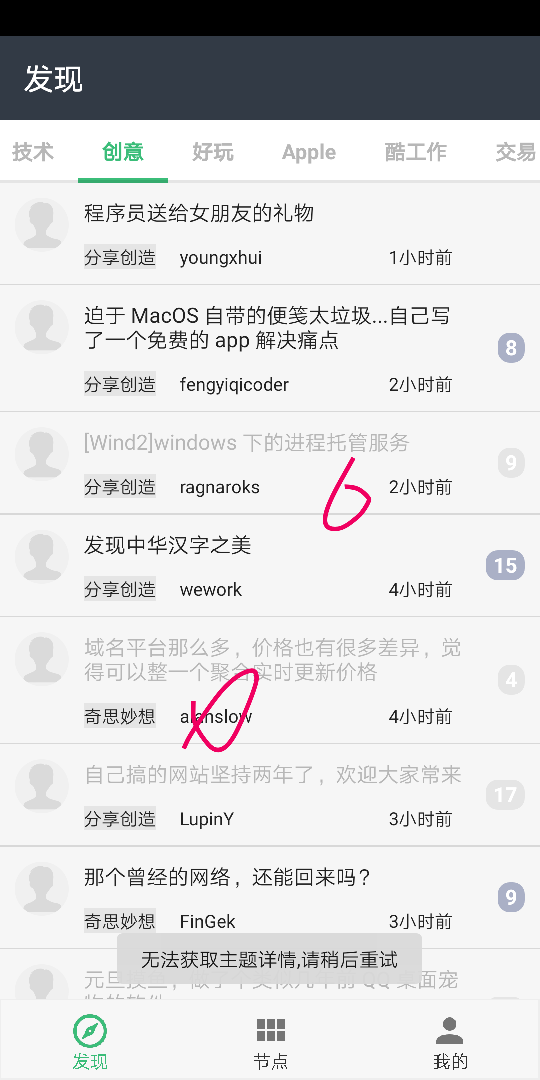 发现
技术 创意 好玩 Apple 酷工作 交易
程序员送给女朋友的礼物
分享创造 youngxhui 1小时前
迫于 MacOS 自带的便笺太垃圾...自己写
了一个免费的 app 解决痛点
8
分享创造 fengyiqicoder 2小时前
[Wind2]windows 下的进程托管服务
9
分享创造 ragnaroks 2小时前
6
发现中华汉字之美
15
分享创造 wework 4小时前
域名平台那么多，价格也有很多差异，觉
得可以整一个聚合实时更新价格
4
奇思妙想 alanslow 4小时前
自己搞的网站坚持两年了，欢迎大家常来
17
分享创造 LupinY 3小时前
那个曾经的网络，还能回来吗？
9
奇思妙想 FinGek 3小时前
无法获取主题详情,请稍后重试
发现 节点 我的